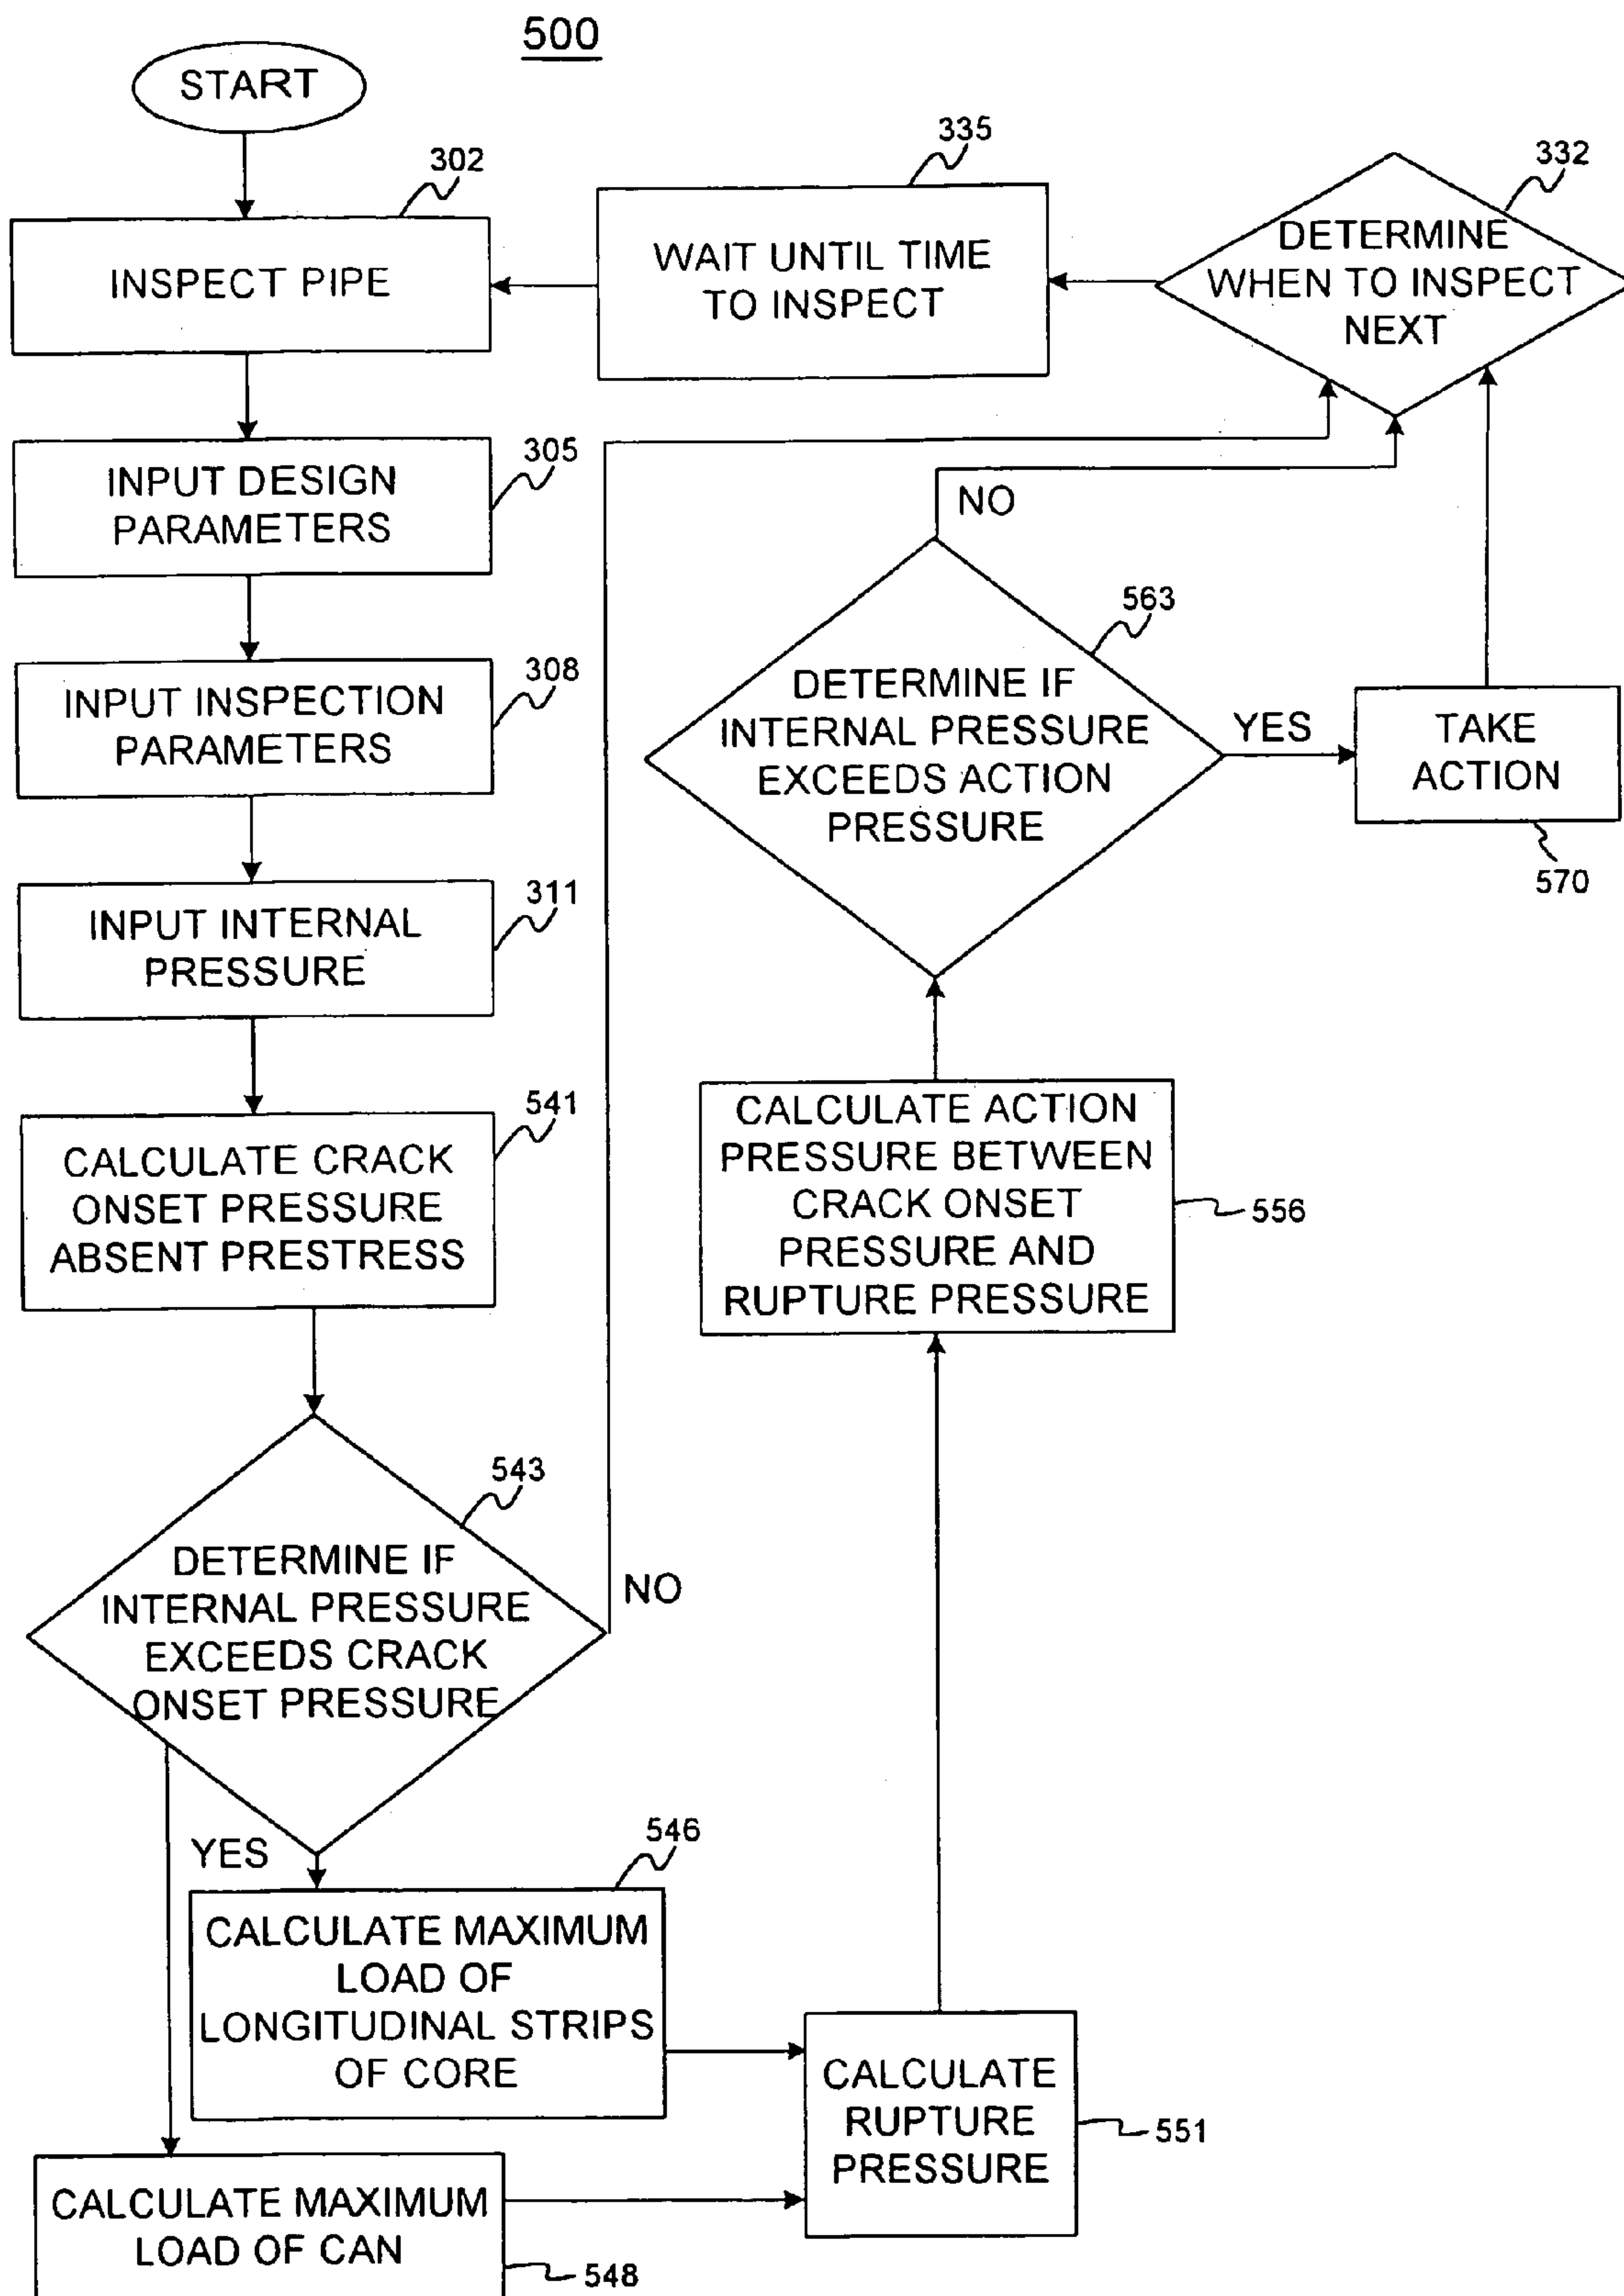 500
START
302
INSPECT PIPE
335
WAIT UNTIL TIME
TO INSPECT
332
DETERMINE
WHEN TO INSPECT
NEXT
305
INPUT DESIGN
PARAMETERS
308
INPUT INSPECTION
PARAMETERS
311
INPUT INTERNAL
PRESSURE
541
CALCULATE CRACK
ONSET PRESSURE
ABSENT PRESTRESS
543
DETERMINE IF
INTERNAL PRESSURE
EXCEEDS CRACK
ONSET PRESSURE
NO
YES
546
CALCULATE MAXIMUM
LOAD OF
LONGITUDINAL STRIPS
OF CORE
CALCULATE MAXIMUM
LOAD OF CAN
548
CALCULATE
RUPTURE
PRESSURE
551
CALCULATE ACTION
PRESSURE BETWEEN
CRACK ONSET
PRESSURE AND
RUPTURE PRESSURE
556
NO
563
DETERMINE IF
INTERNAL PRESSURE
EXCEEDS ACTION
PRESSURE
YES
TAKE
ACTION
570